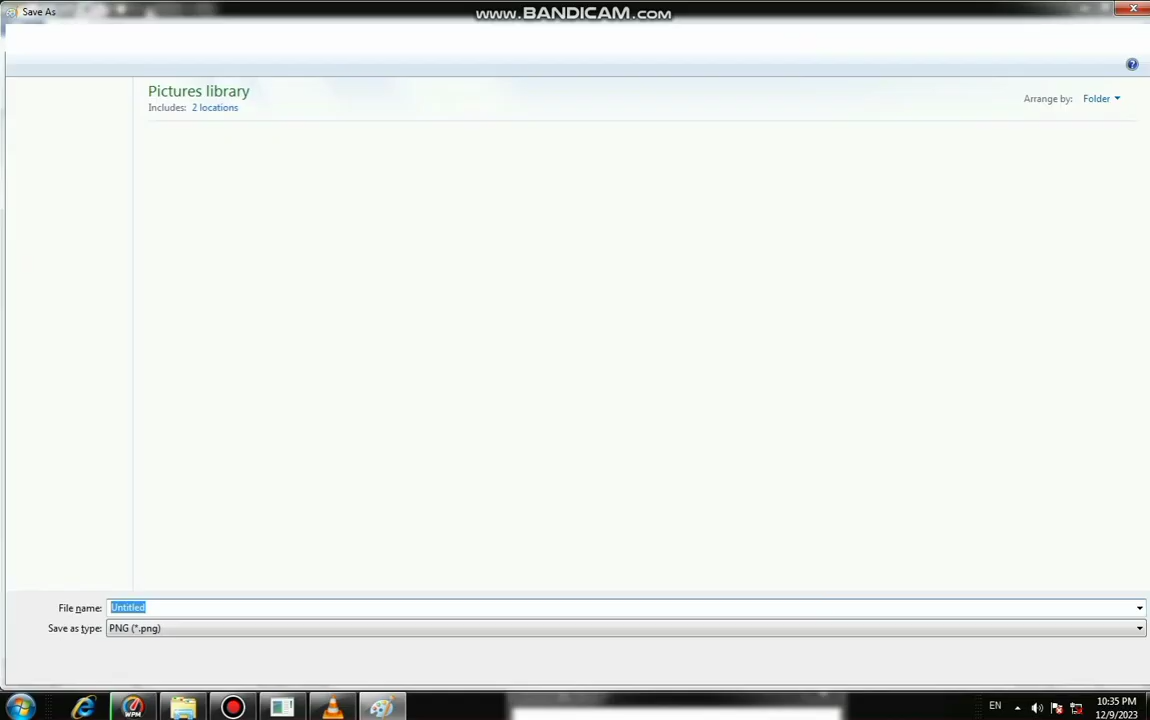 Save As
www.BANDICAM.com
Pictures library
Includes: 2 locations
Arrange by: Folder
File name: Untitled
Save as type: PNG (*.png)
WPM
EN
10:35 PM
12/9/2023